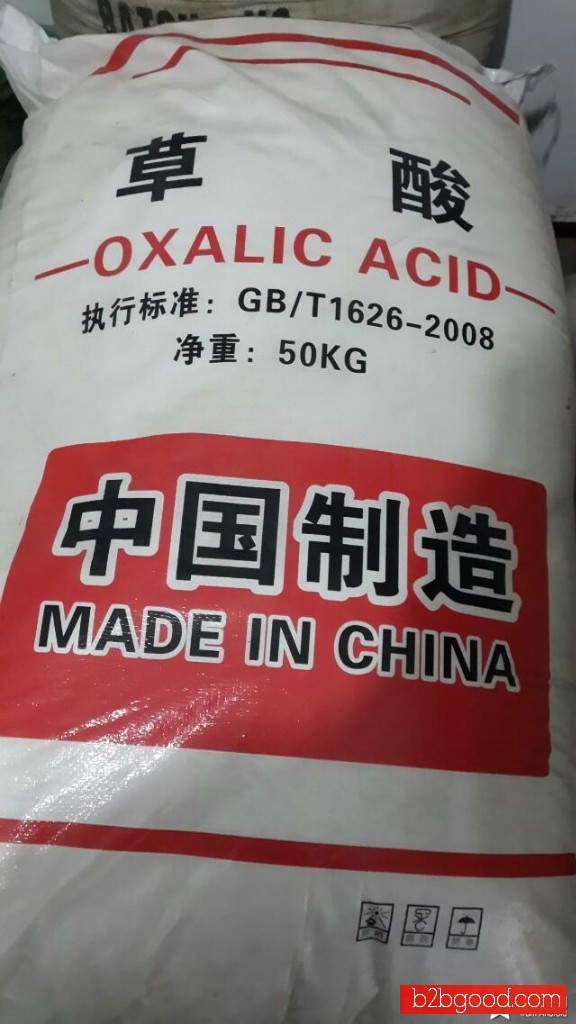 草 酸
OXALIC ACID
执行标准：GB/T1626-2008
净重：50KG
中国制造
MADE IN CHINA
b2bgood.com